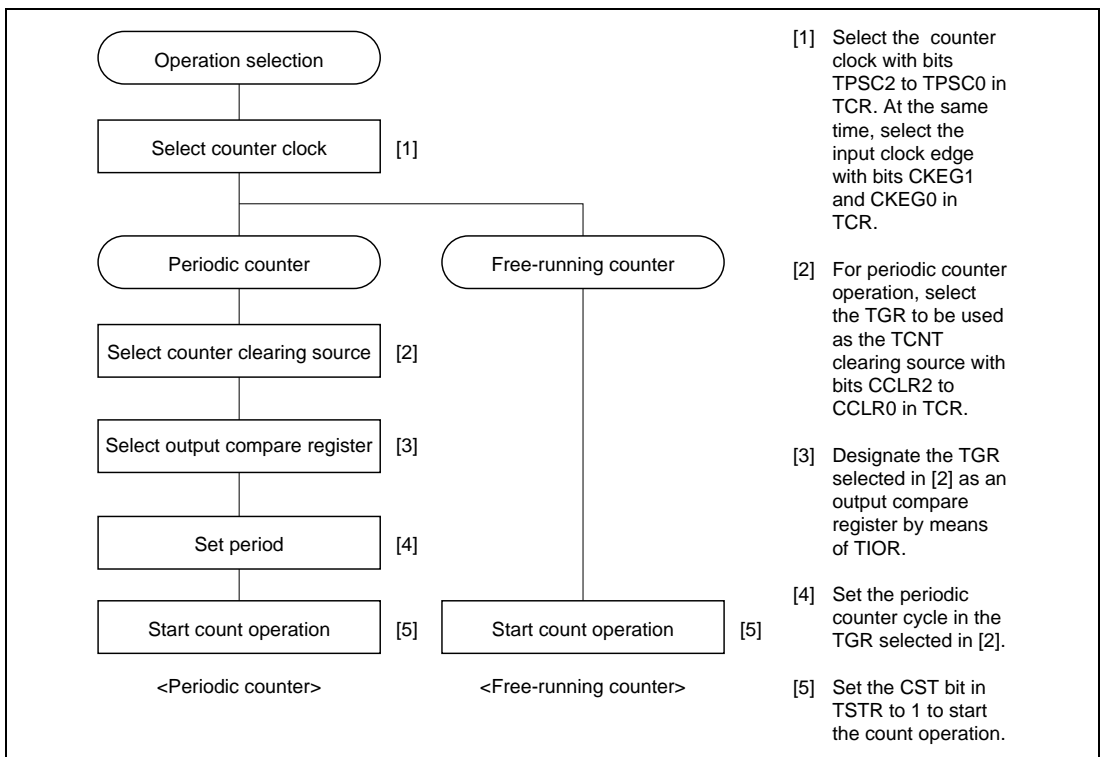 Operation selection
Select counter clock
[1]
Periodic counter
Free-running counter
Select counter clearing source
[2]
Select output compare register
[3]
Set period
[4]
Start count operation
[5]
Start count operation
[5]
<Periodic counter>
<Free-running counter>
[1] Select the counter
clock with bits
TPSC2 to TPSC0 in
TCR. At the same
time, select the
input clock edge
with bits CKEG1
and CKEG0 in
TCR.
[2] For periodic counter
operation, select
the TGR to be used
as the TCNT
clearing source with
bits CCLR2 to
CCLR0 in TCR.
[3] Designate the TGR
selected in [2] as an
output compare
register by means
of TIOR.
[4] Set the periodic
counter cycle in the
TGR selected in [2].
[5] Set the CST bit in
TSTR to 1 to start
the count operation.